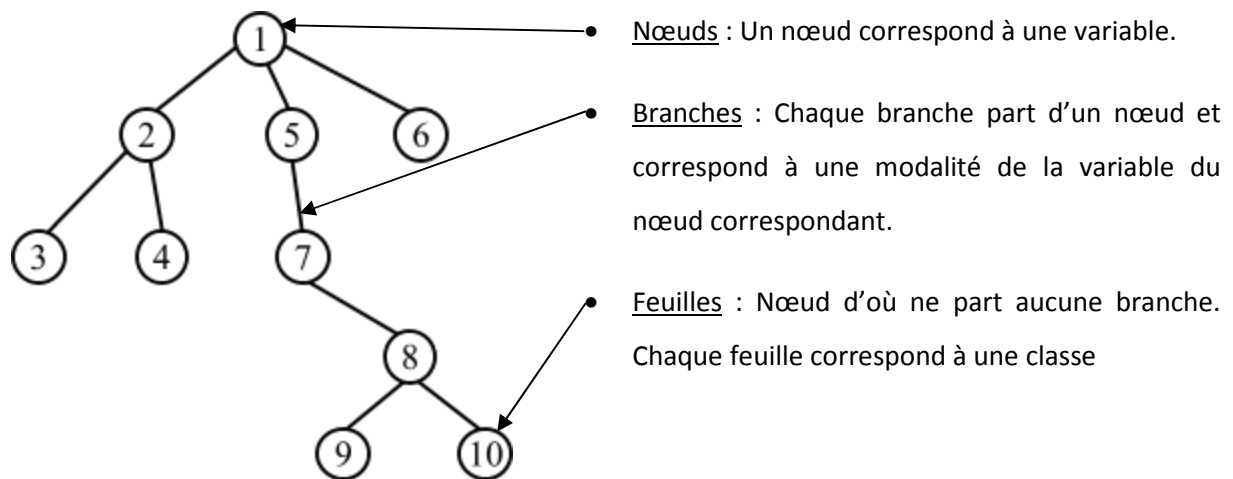 1
• Nœuds : Un nœud correspond à une variable.
• Branches : Chaque branche part d’un nœud et
2
5
6
correspond à une modalité de la variable du
nœud correspondant.
3
4
7
• Feuilles : Nœud d’où ne part aucune branche.
Chaque feuille correspond à une classe
8
9
10